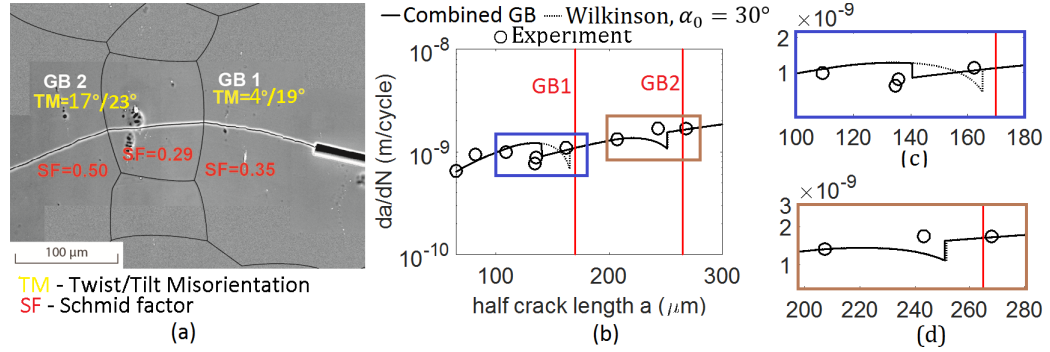 GB 2
TM=17°/23°
GB 1
TM=4°/19°
SF=0.50
SF=0.29
SF=0.35
100 μm
TM - Twist/Tilt Misorientation
SF - Schmid factor
(a)
Combined GB Wilkinson, α₀ = 30°
Experiment
10⁻⁸
10⁻⁹
10⁻¹⁰
da/dN (m/cycle)
GB1
GB2
100 200 300
half crack length a (μm)
(b)
×10⁻⁹
2
1
100 120 140 160 180
(c)
×10⁻⁹
3
2
1
200 220 240 260 280
(d)